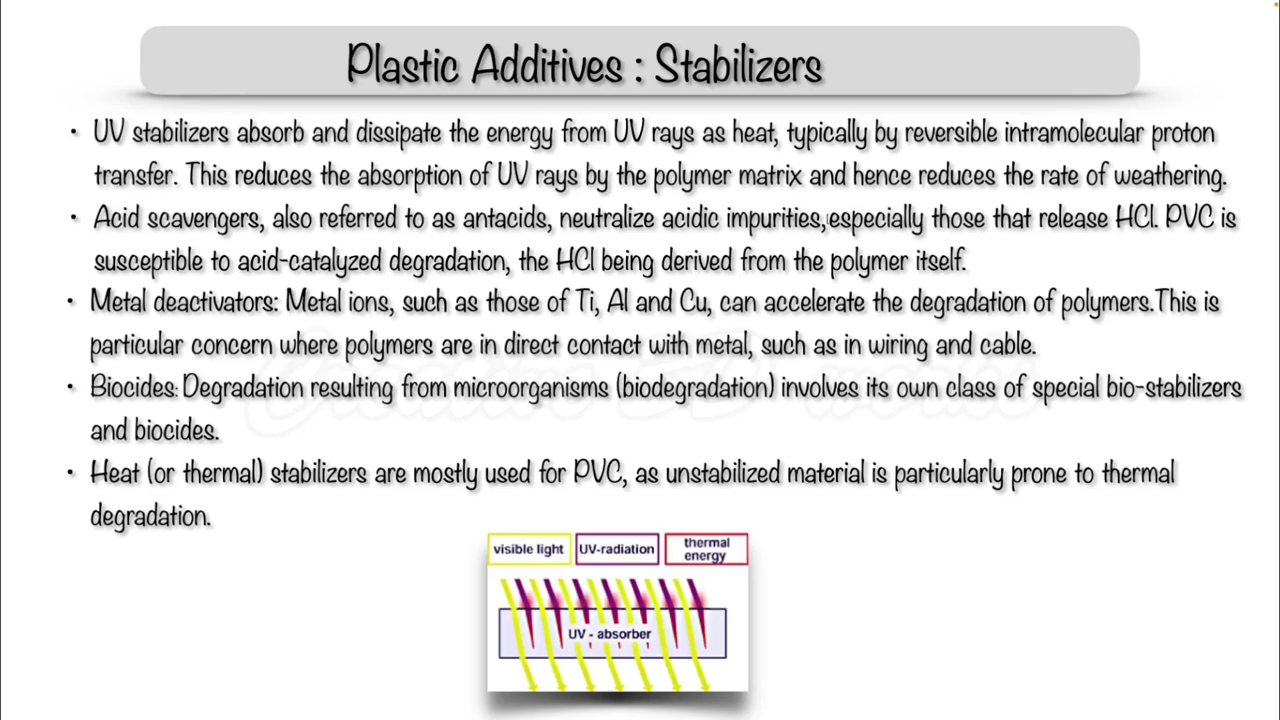 Plastic Additives : Stabilizers
• UV stabilizers absorb and dissipate the energy from UV rays as heat, typically by reversible intramolecular proton
transfer. This reduces the absorption of UV rays by the polymer matrix and hence reduces the rate of weathering.
• Acid scavengers, also referred to as antacids, neutralize acidic impurities,especially those that release HCl. PVC is
susceptible to acid-catalyzed degradation, the HCl being derived from the polymer itself.
• Metal deactivators: Metal ions, such as those of Ti, Al and Cu, can accelerate the degradation of polymers.This is
particular concern where polymers are in direct contact with metal, such as in wiring and cable.
• Biocides: Degradation resulting from microorganisms (biodegradation) involves its own class of special bio-stabilizers
and biocides.
• Heat (or thermal) stabilizers are mostly used for PVC, as unstabilized material is particularly prone to thermal
degradation.
visible light UV-radiation thermal
energy
UV - absorber